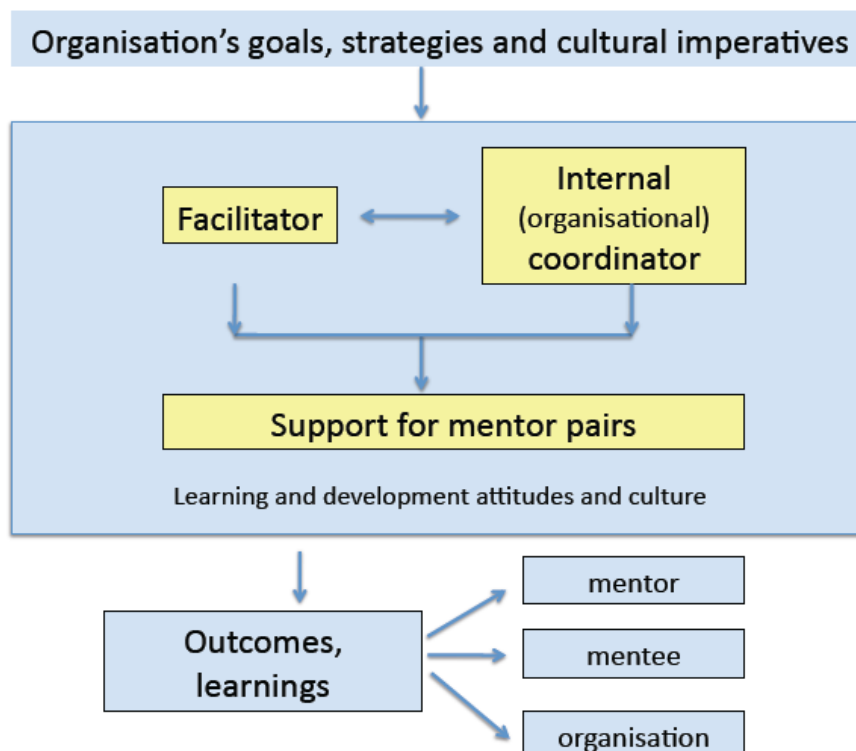 Organisation's goals, strategies and cultural imperatives
Facilitator
Internal
(organisational)
coordinator
Support for mentor pairs
Learning and development attitudes and culture
Outcomes,
learnings
mentor
mentee
organisation